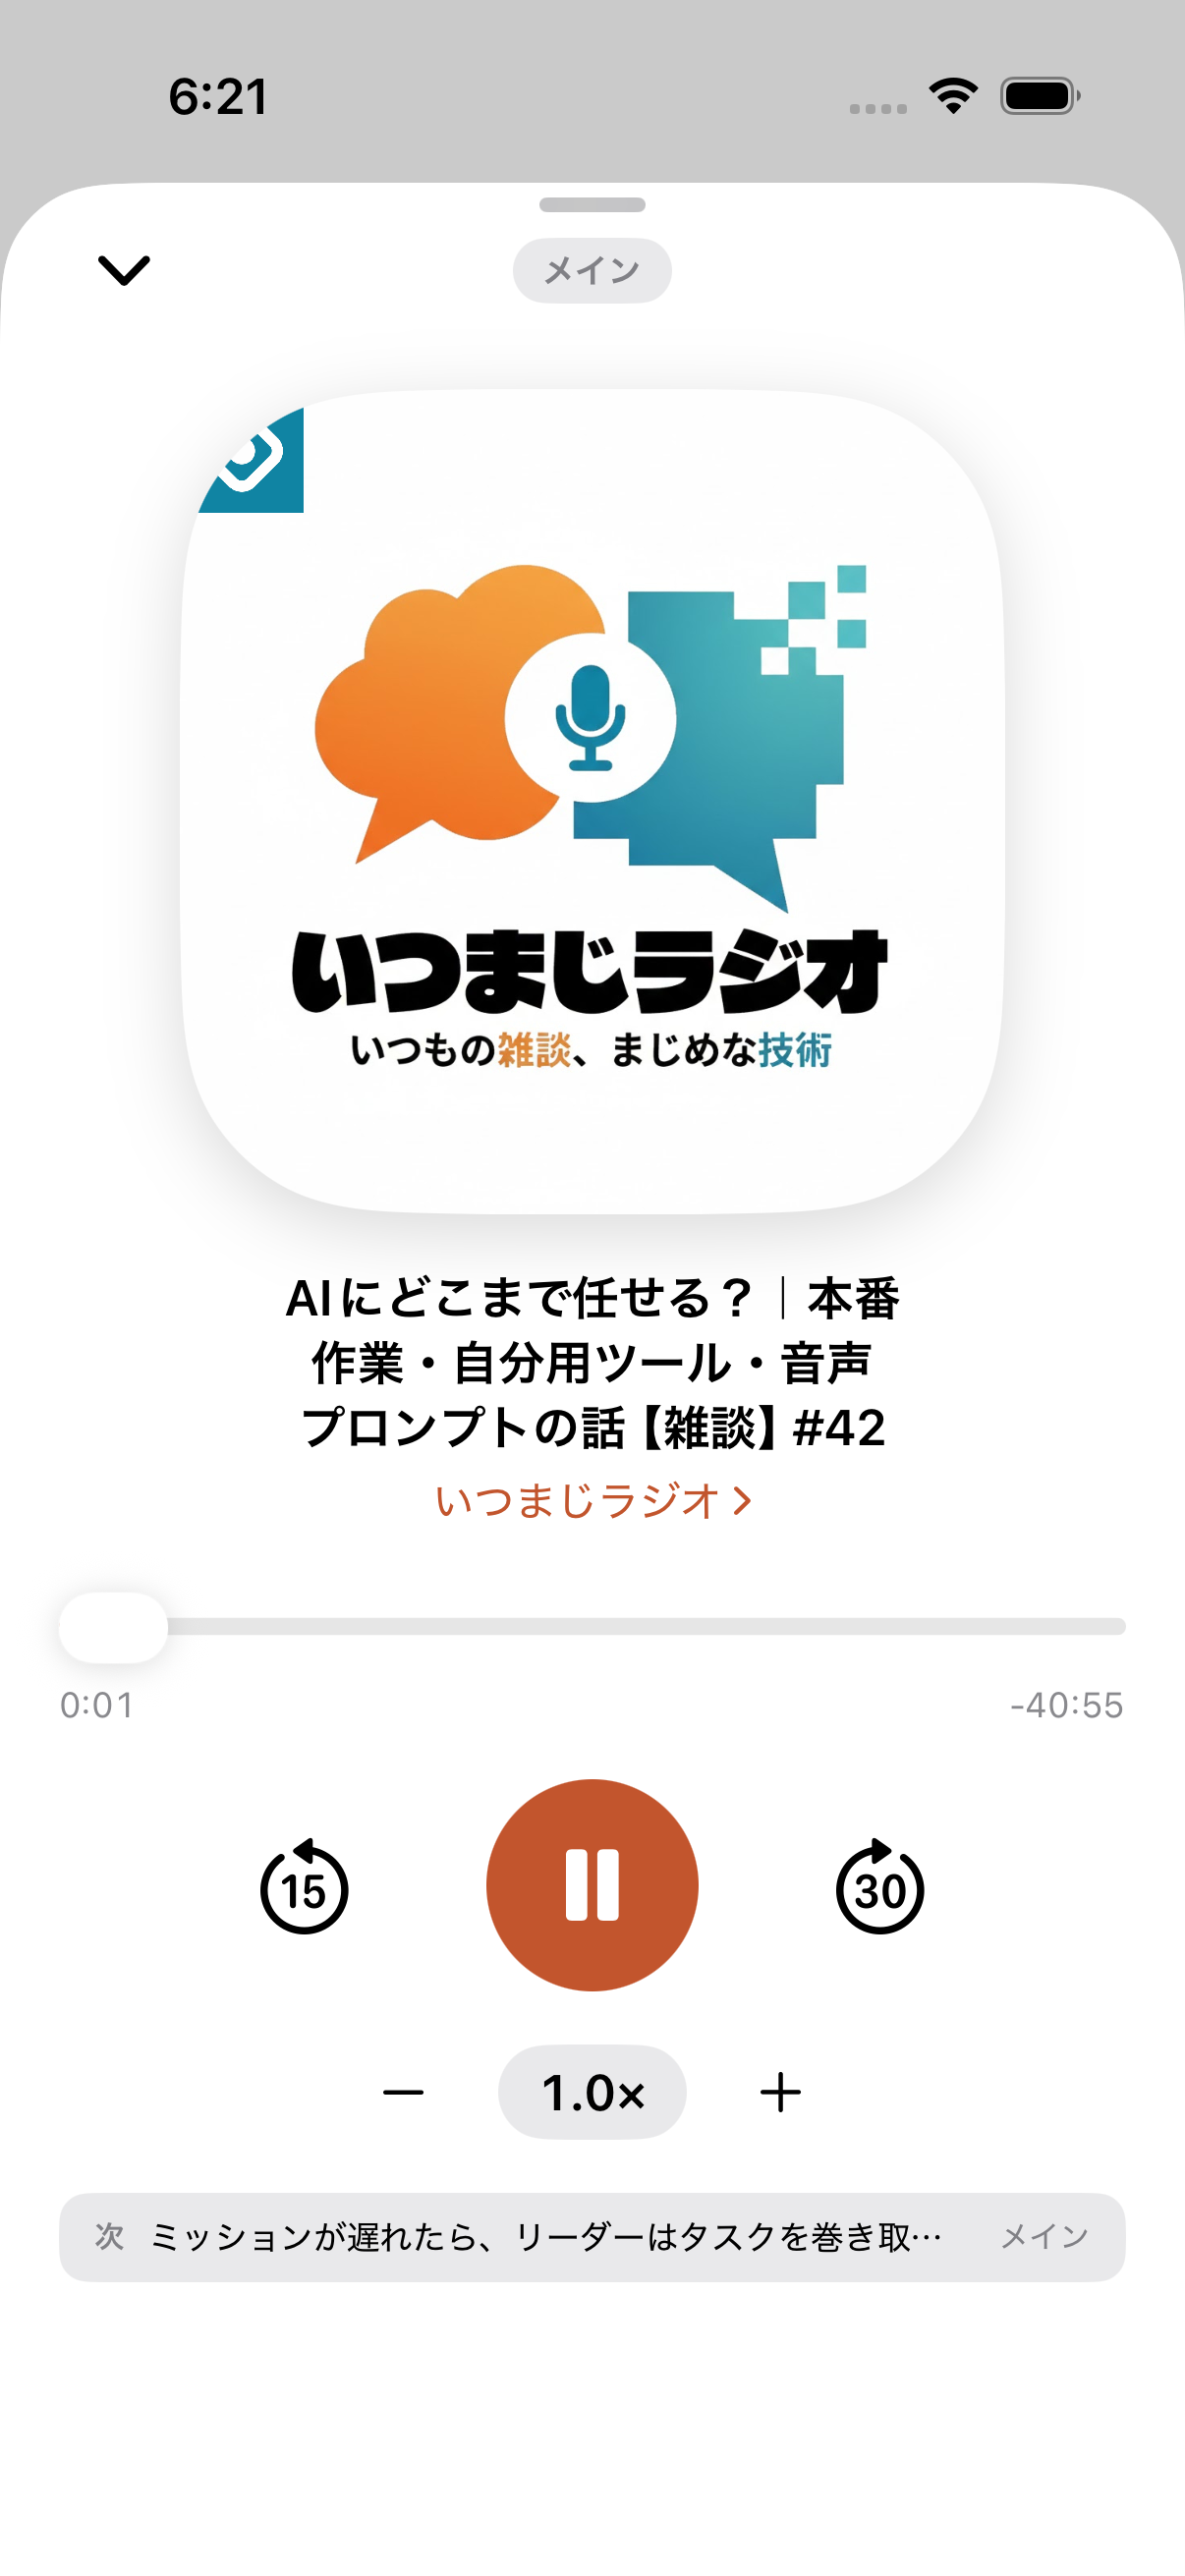 6:21
メイン
いつまじラジオ
いつもの雑談、まじめな技術
AIにどこまで任せる？｜本番
作業・自分用ツール・音声
プロンプトの話【雑談】#42
いつまじラジオ
0:01
-40:55
15
30
1.0×
次 ミッションが遅れたら、リーダーはタスクを巻き取… メイン